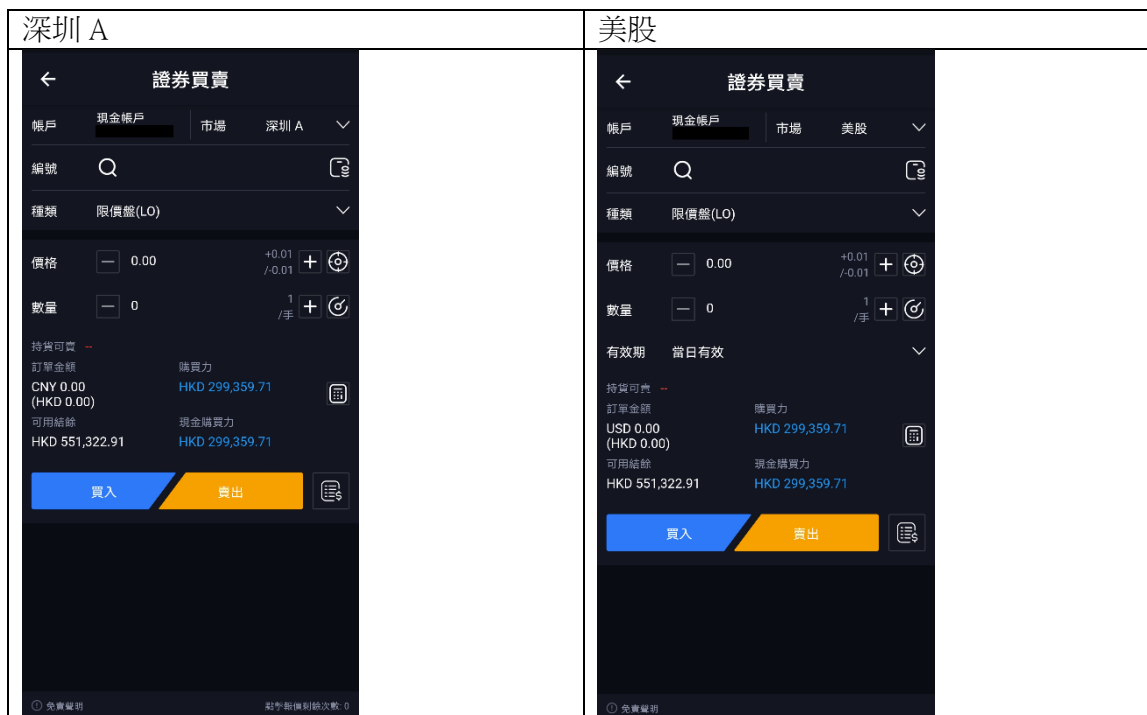 深圳 A
證券買賣
帳戶 現金帳戶 市場 深圳 A
編號
種類 限價盤(LO)
價格 0.00 +0.01 /-0.01
數量 0 1 /手
持貨可賣 --
訂單金額 購買力
CNY 0.00 HKD 299,359.71
(HKD 0.00)
可用結餘 現金購買力
HKD 551,322.91 HKD 299,359.71
買入 賣出
免責聲明 點擊報價剩餘次數: 0
美股
證券買賣
帳戶 現金帳戶 市場 美股
編號
種類 限價盤(LO)
價格 0.00 +0.01 /-0.01
數量 0 1 /手
有效期 當日有效
持貨可賣 --
訂單金額 購買力
USD 0.00 HKD 299,359.71
(HKD 0.00)
可用結餘 現金購買力
HKD 551,322.91 HKD 299,359.71
買入 賣出
免責聲明